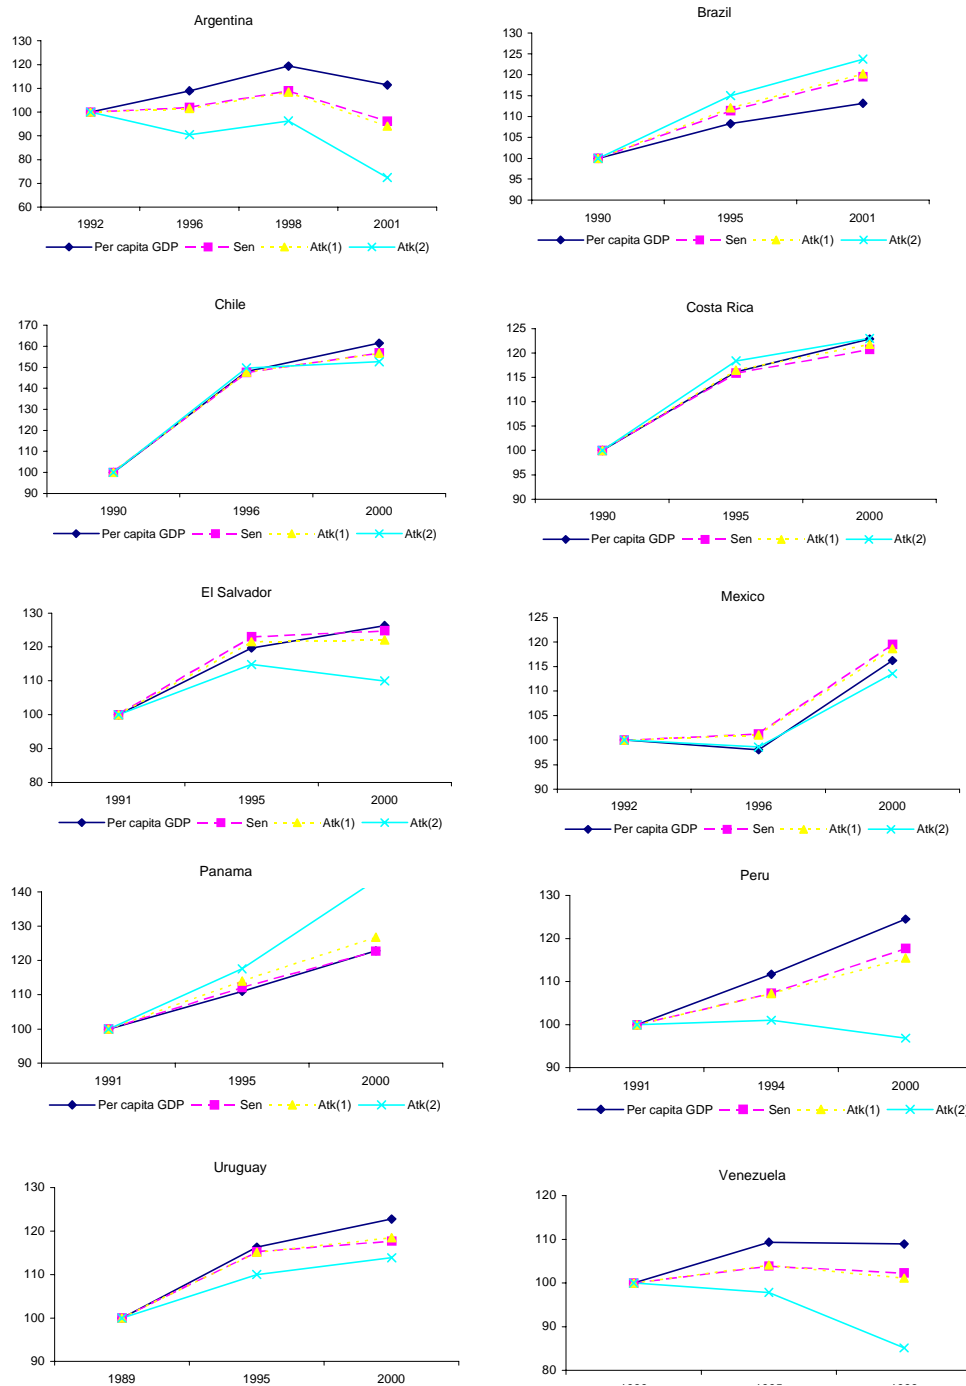 Argentina
130
120
110
100
90
80
70
60
1992 1996 1998 2001
Per capita GDP Sen Atk(1) Atk(2)
Brazil
130
125
120
115
110
105
100
95
90
1990 1995 2001
Per capita GDP Sen Atk(1) Atk(2)
Chile
170
160
150
140
130
120
110
100
90
1990 1996 2000
Per capita GDP Sen Atk(1) Atk(2)
Costa Rica
125
120
115
110
105
100
95
90
1990 1995 2000
Per capita GDP Sen Atk(1) Atk(2)
El Salvador
130
120
110
100
90
80
1991 1995 2000
Per capita GDP Sen Atk(1) Atk(2)
Mexico
125
120
115
110
105
100
95
90
1992 1996 2000
Per capita GDP Sen Atk(1) Atk(2)
Panama
140
130
120
110
100
90
1991 1995 2000
Per capita GDP Sen Atk(1) Atk(2)
Peru
130
120
110
100
90
1991 1994 2000
Per capita GDP Sen Atk(1) Atk(2)
Uruguay
130
120
110
100
90
1989 1995 2000
Venezuela
120
110
100
90
80